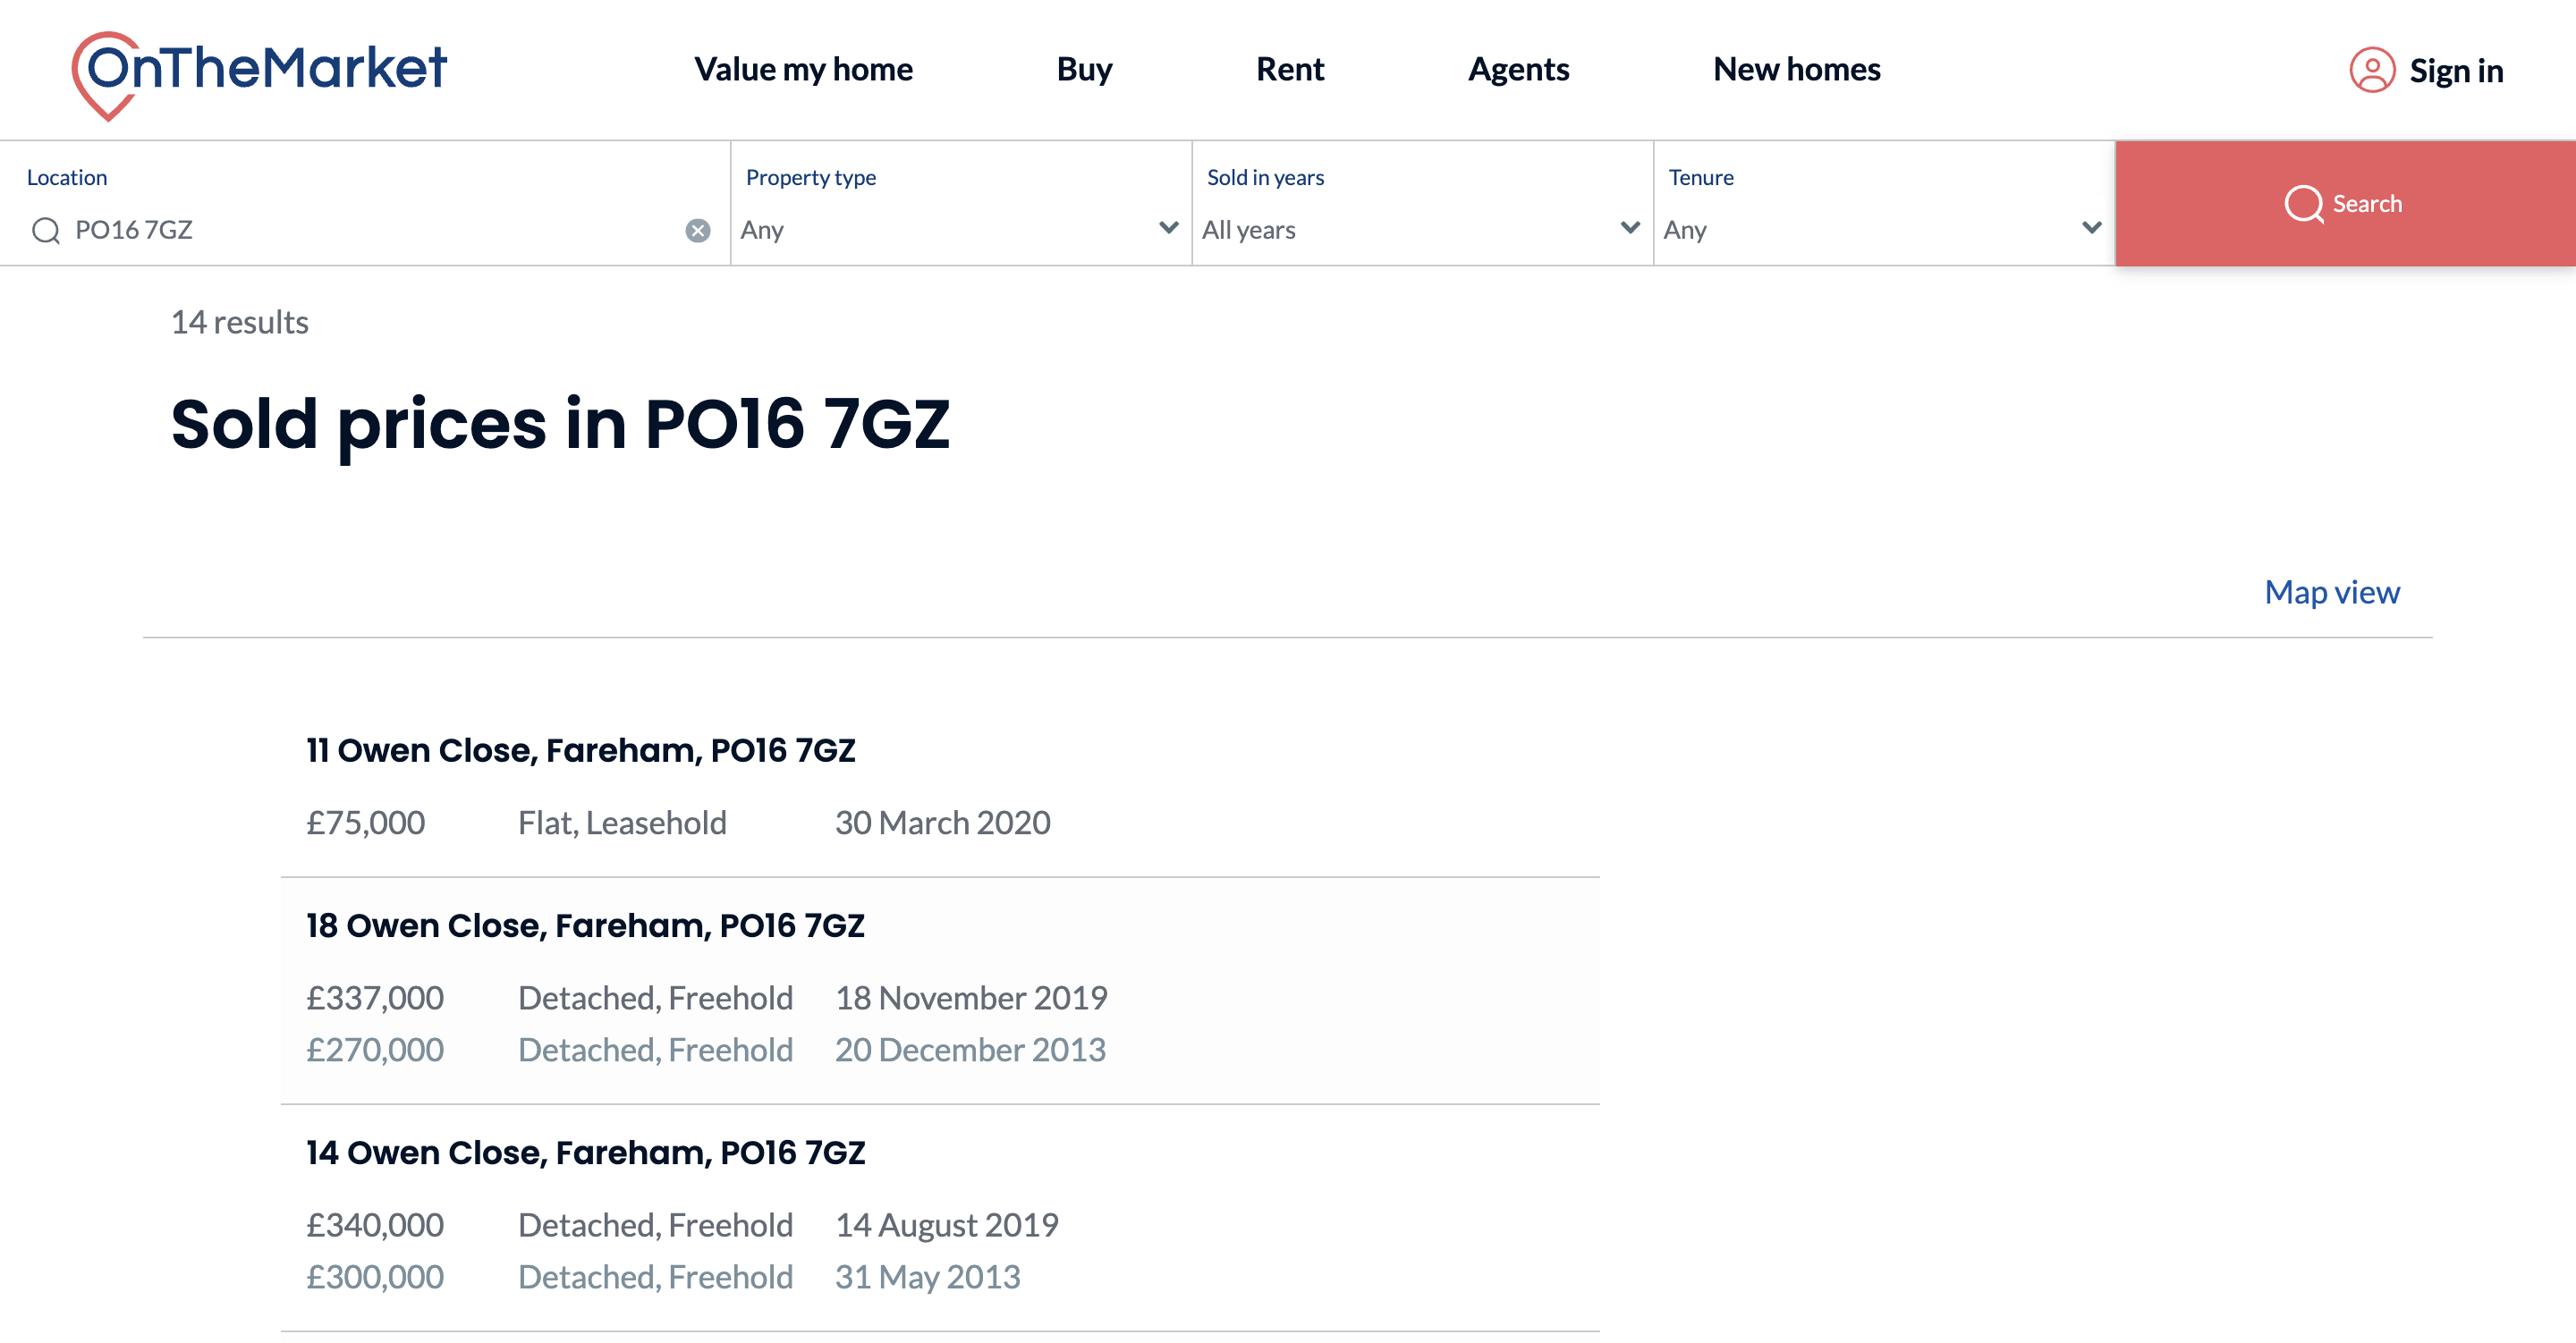 OnTheMarket
Value my home Buy Rent Agents New homes Sign in
Location Property type Sold in years Tenure
PO16 7GZ Any All years Any Search
14 results
Sold prices in PO16 7GZ
Map view
11 Owen Close, Fareham, PO16 7GZ
£75,000 Flat, Leasehold 30 March 2020
18 Owen Close, Fareham, PO16 7GZ
£337,000 Detached, Freehold 18 November 2019
£270,000 Detached, Freehold 20 December 2013
14 Owen Close, Fareham, PO16 7GZ
£340,000 Detached, Freehold 14 August 2019
£300,000 Detached, Freehold 31 May 2013